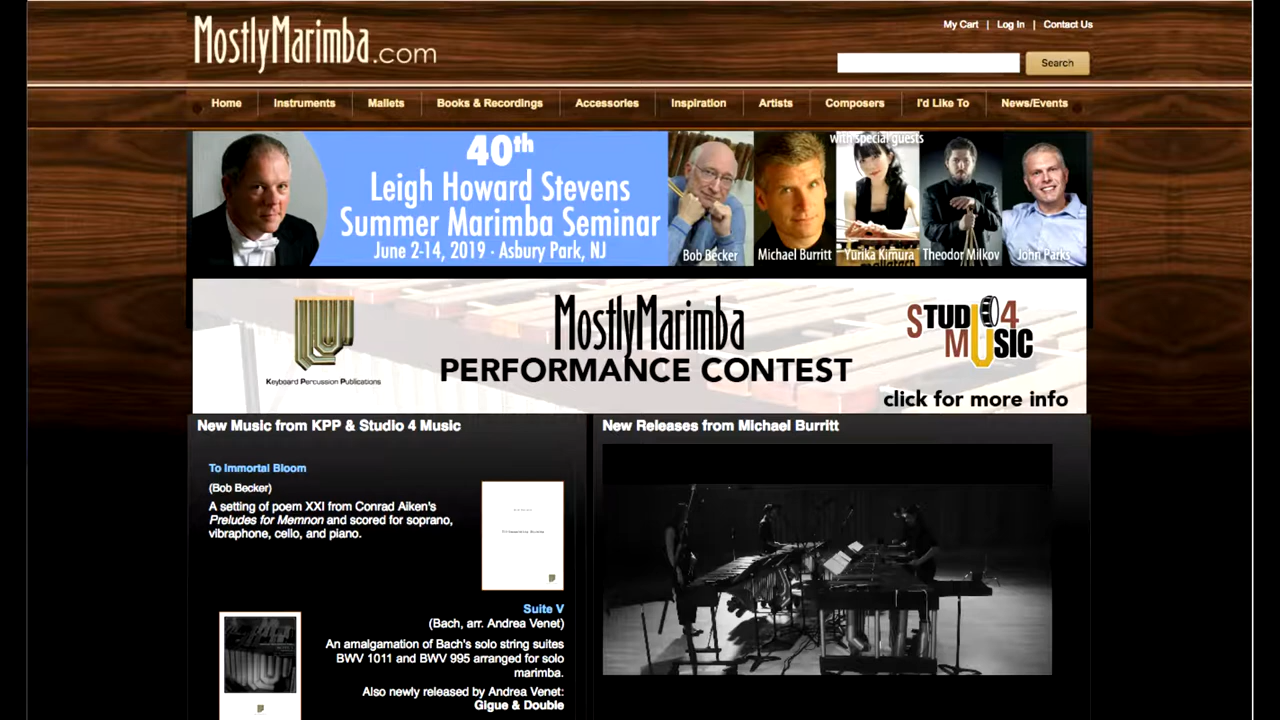 MostlyMarimba.com
My Cart | Log In | Contact Us
Search
Home
Instruments
Mallets
Books & Recordings
Accessories
Inspiration
Artists
Composers
I'd Like To
News/Events
40th
Leigh Howard Stevens
Summer Marimba Seminar
June 2-14, 2019 · Asbury Park, NJ
with special guests
Bob Becker
Michael Burritt
Yurika Kimura
Theodor Milkov
John Parks
Keyboard Percussion Publications
MostlyMarimba
PERFORMANCE CONTEST
STUDIO 4
MUSIC
click for more info
New Music from KPP & Studio 4 Music
To Immortal Bloom
(Bob Becker)
A setting of poem XXI from Conrad Aiken's
Preludes for Memnon and scored for soprano,
vibraphone, cello, and piano.
Suite V
(Bach, arr. Andrea Venet)
An amalgamation of Bach's solo string suites
BWV 1011 and BWV 995 arranged for solo
marimba.
Also newly released by Andrea Venet:
Gigue & Double
New Releases from Michael Burritt